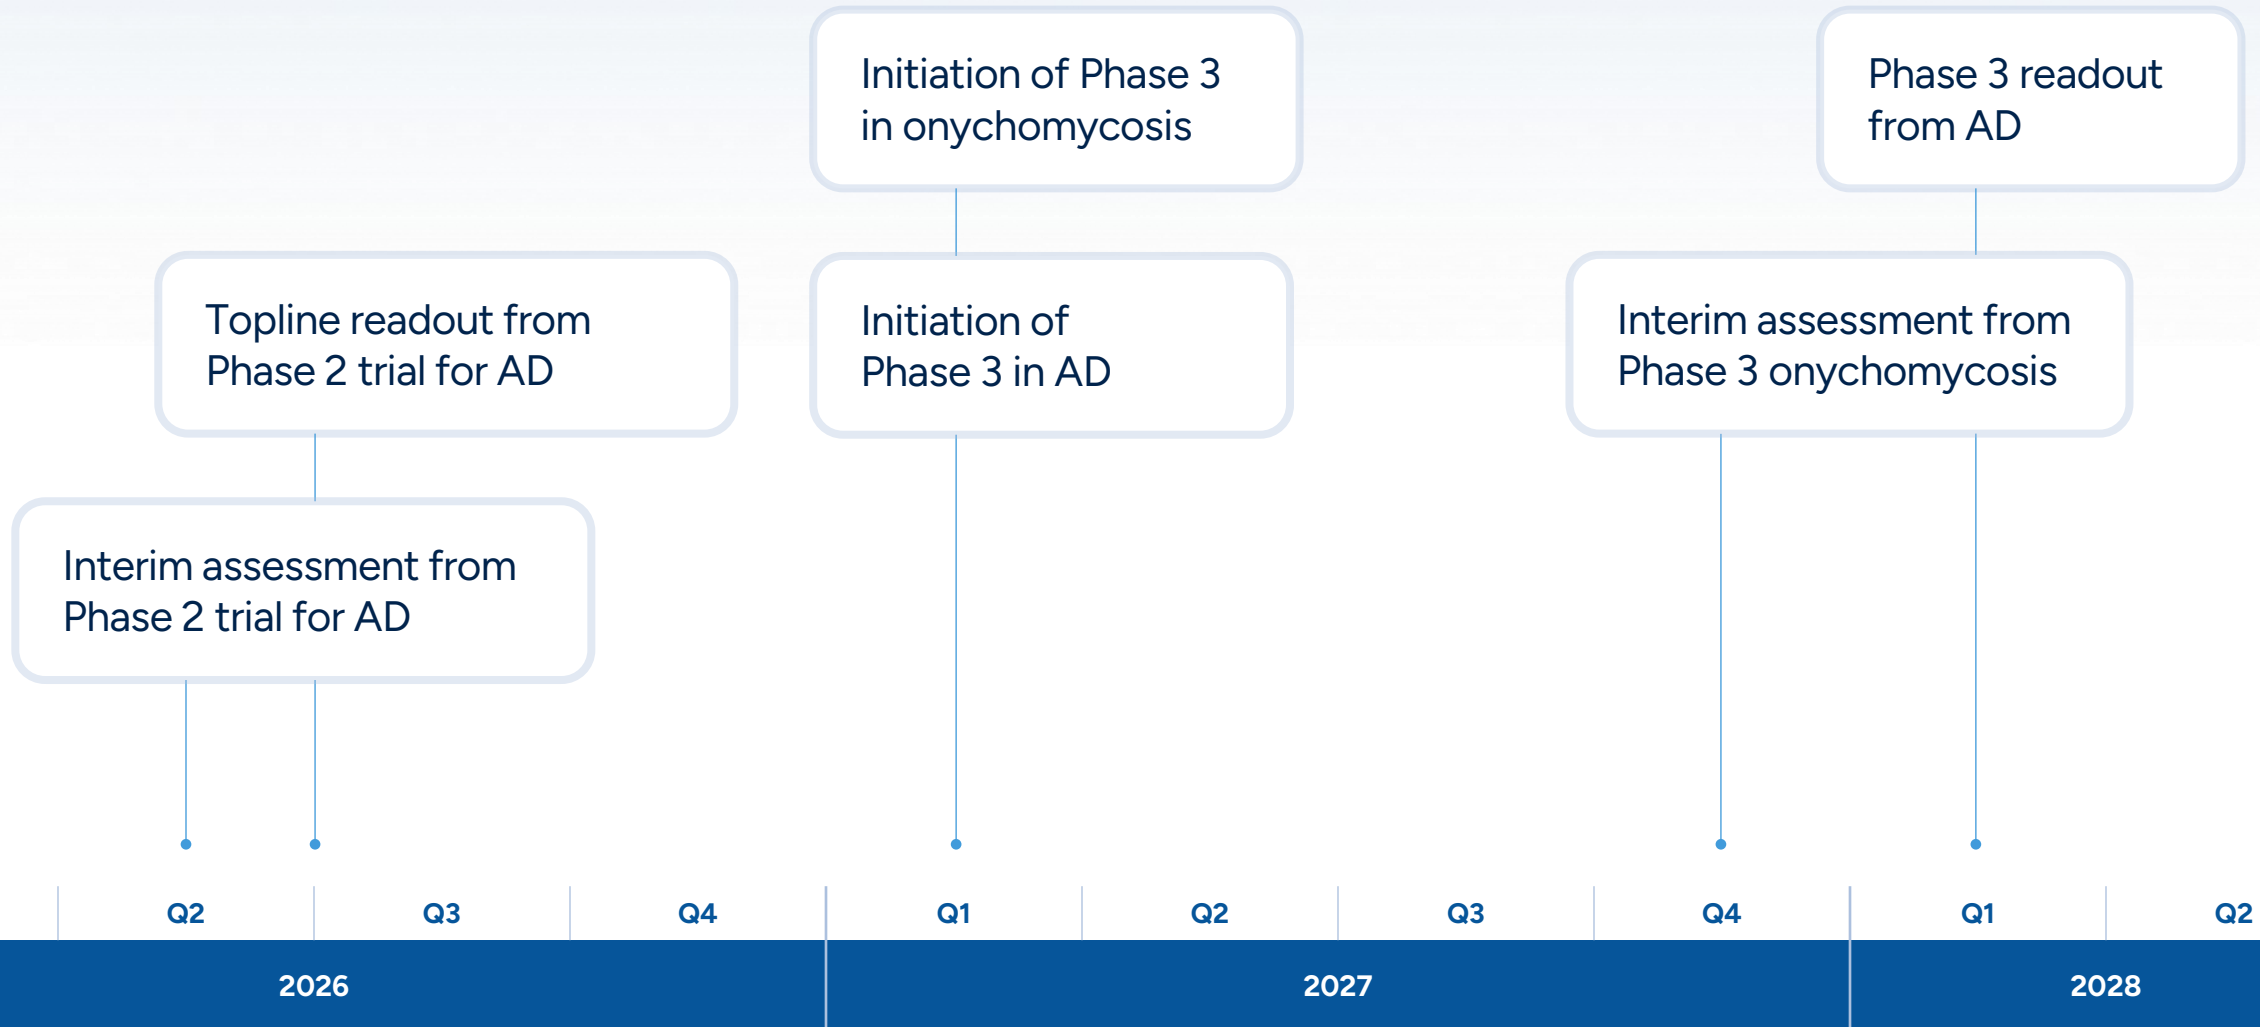 Initiation of Phase 3
in onychomycosis
Phase 3 readout
from AD
Topline readout from
Phase 2 trial for AD
Initiation of
Phase 3 in AD
Interim assessment from
Phase 3 onychomycosis
Interim assessment from
Phase 2 trial for AD
Q2 Q3 Q4 Q1 Q2 Q3 Q4 Q1 Q2
2026 2027 2028